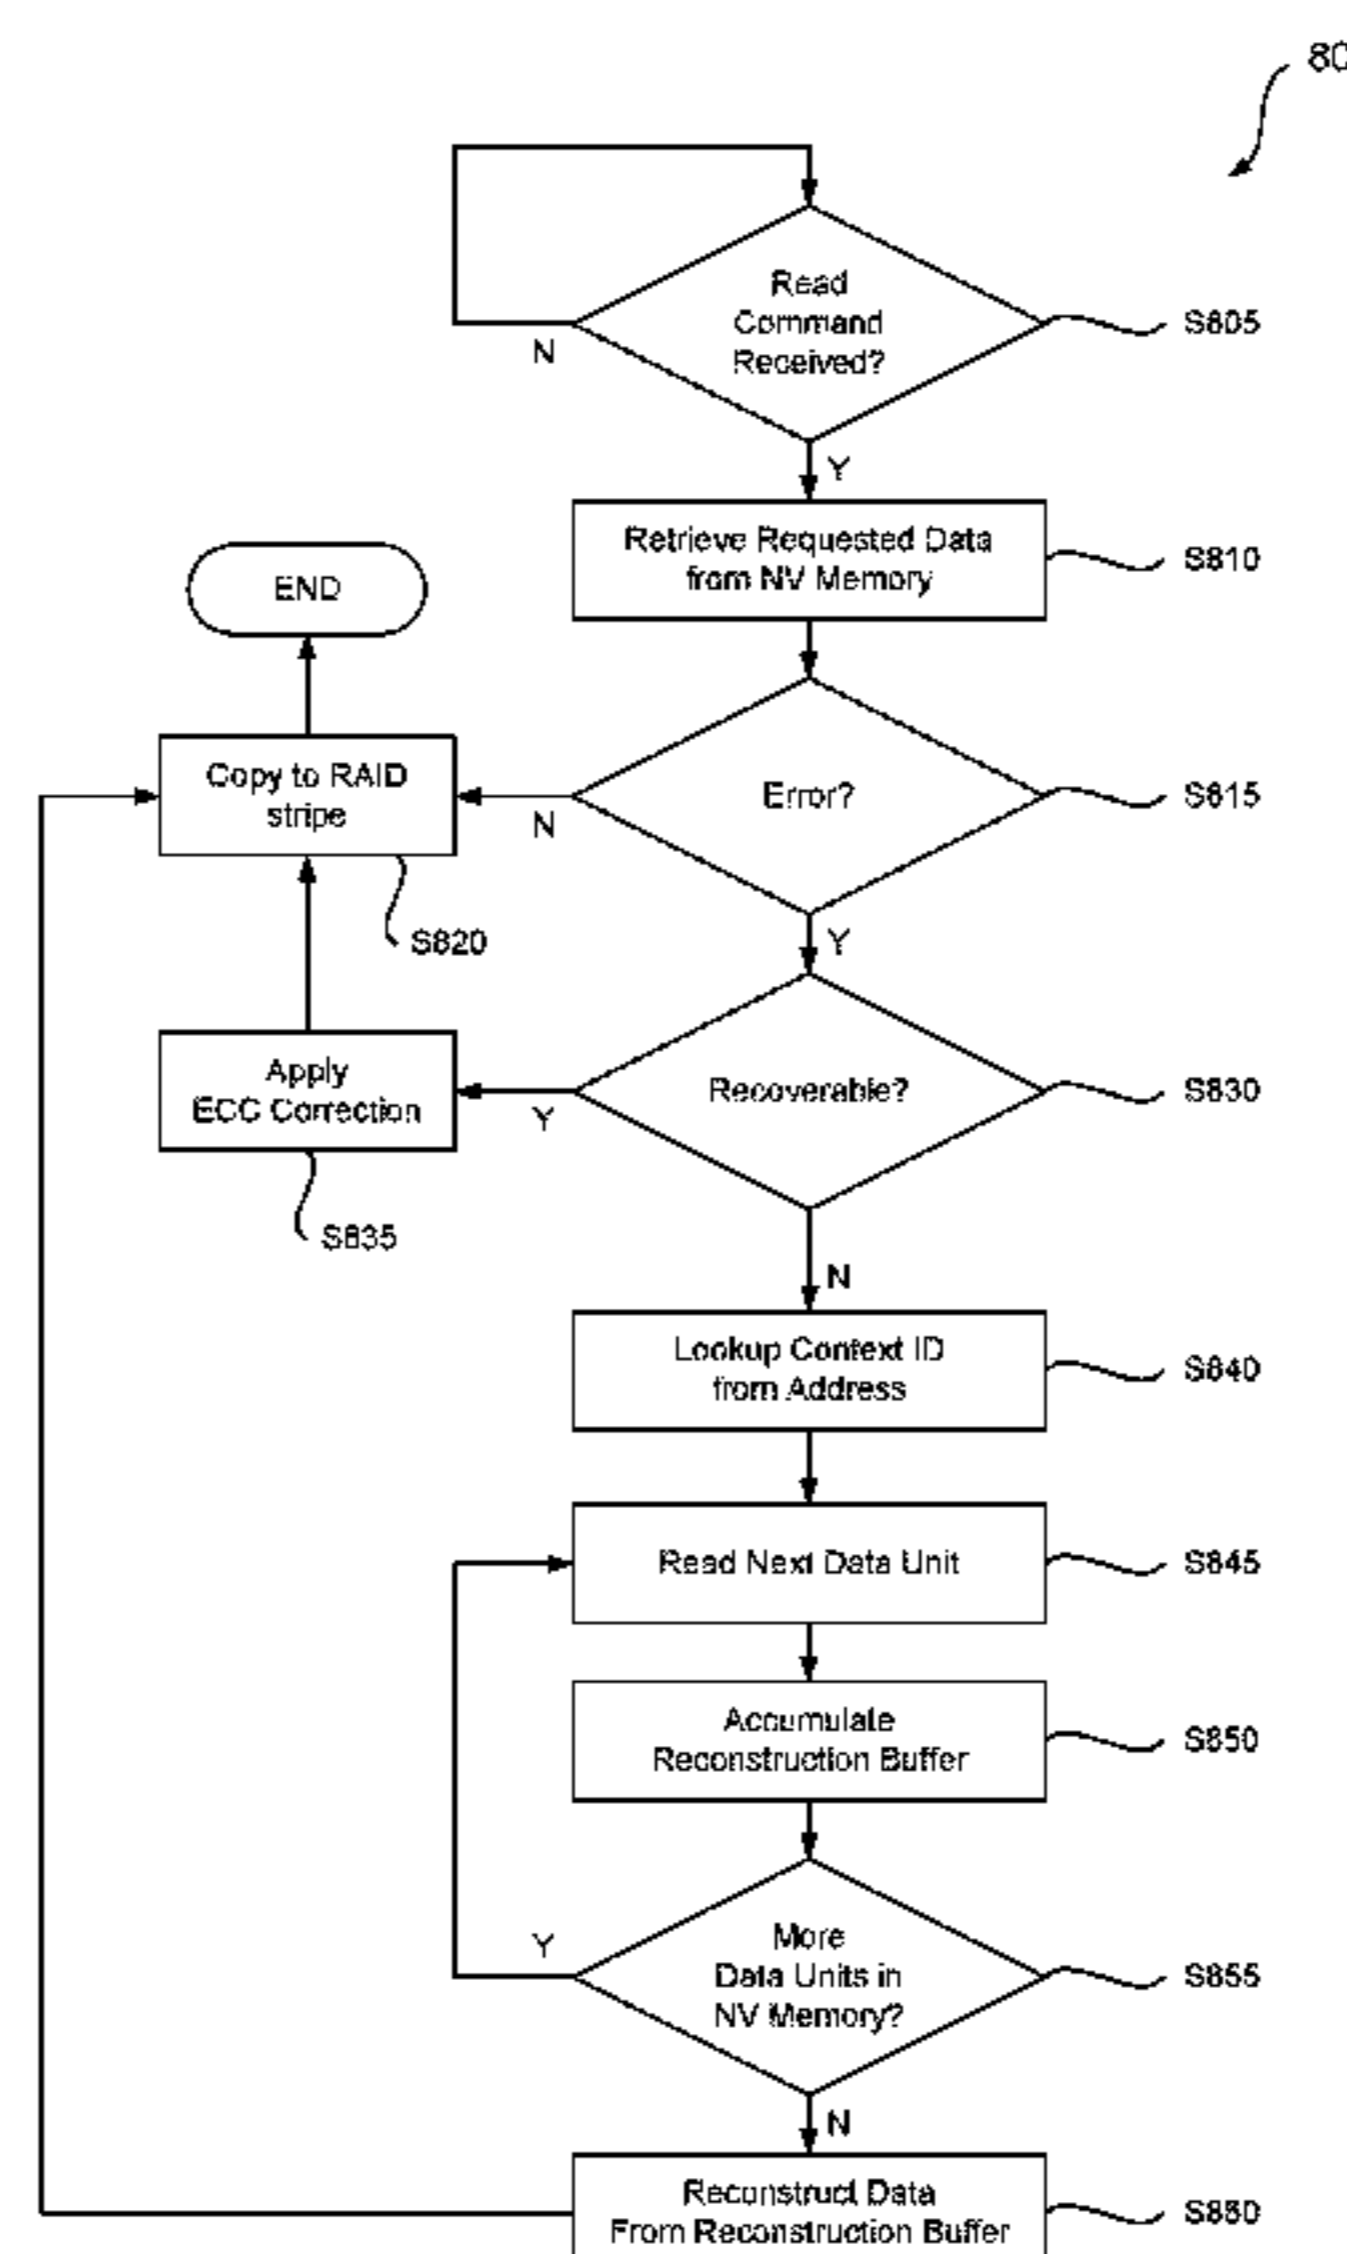 80
Read
Command
Received?
S805
N
Y
Retrieve Requested Data
from NV Memory
S810
END
Copy to RAID
stripe
S820
Error?
S815
N
Y
Apply
ECC Correction
S835
Recoverable?
S830
Y
N
Lookup Context ID
from Address
S840
Read Next Data Unit
S845
Accumulate
Reconstruction Buffer
S850
More
Data Units in
NV Memory?
S855
Y
N
Reconstruct Data
From Reconstruction Buffer